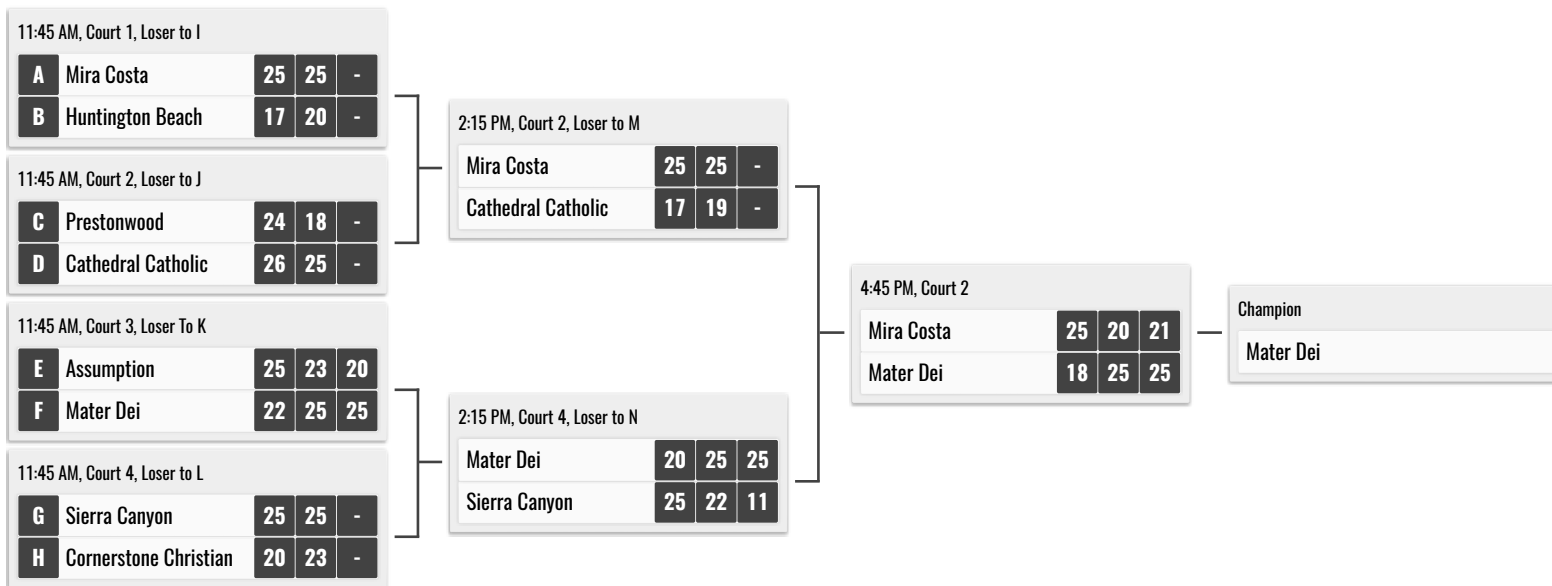 11:45 AM, Court 1, Loser to I
A Mira Costa 25 25 -
B Huntington Beach 17 20 -
11:45 AM, Court 2, Loser to J
C Prestonwood 24 18 -
D Cathedral Catholic 26 25 -
11:45 AM, Court 3, Loser To K
E Assumption 25 23 20
F Mater Dei 22 25 25
11:45 AM, Court 4, Loser to L
G Sierra Canyon 25 25 -
H Cornerstone Christian 20 23 -
2:15 PM, Court 2, Loser to M
Mira Costa 25 25 -
Cathedral Catholic 17 19 -
2:15 PM, Court 4, Loser to N
Mater Dei 20 25 25
Sierra Canyon 25 22 11
4:45 PM, Court 2
Mira Costa 25 20 21
Mater Dei 18 25 25
Champion
Mater Dei